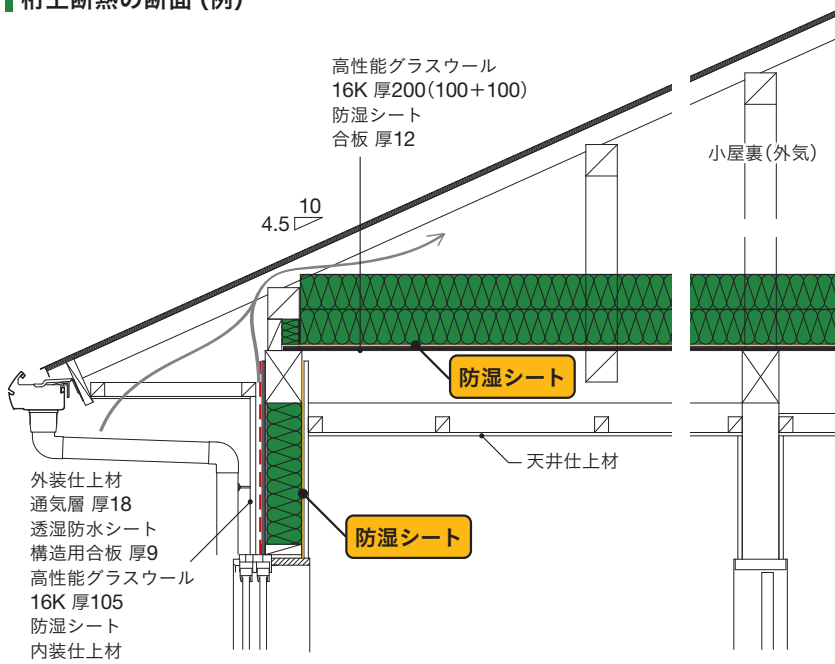 桁上断熱の断面(例)
高性能グラスウール
16K 厚200(100+100)
防湿シート
合板 厚12
小屋裏(外気)
10
4.5
防湿シート
天井仕上材
防湿シート
外装仕上材
通気層 厚18
透湿防水シート
構造用合板 厚9
高性能グラスウール
16K 厚105
防湿シート
内装仕上材